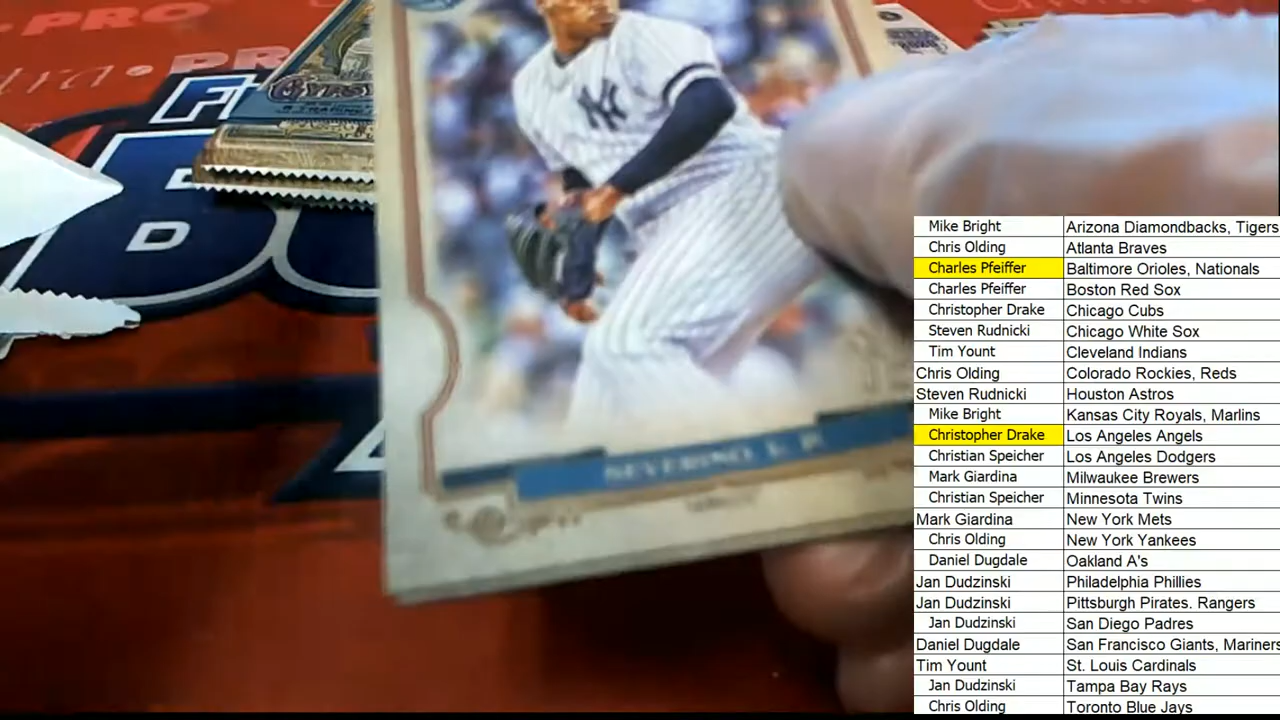 PRO
PRO
GYPSY
D
NY
SEVERINO, L. P.
Mike Bright Arizona Diamondbacks, Tigers
Chris Olding Atlanta Braves
Charles Pfeiffer Baltimore Orioles, Nationals
Charles Pfeiffer Boston Red Sox
Christopher Drake Chicago Cubs
Steven Rudnicki Chicago White Sox
Tim Yount Cleveland Indians
Chris Olding Colorado Rockies, Reds
Steven Rudnicki Houston Astros
Mike Bright Kansas City Royals, Marlins
Christopher Drake Los Angeles Angels
Christian Speicher Los Angeles Dodgers
Mark Giardina Milwaukee Brewers
Christian Speicher Minnesota Twins
Mark Giardina New York Mets
Chris Olding New York Yankees
Daniel Dugdale Oakland A's
Jan Dudzinski Philadelphia Phillies
Jan Dudzinski Pittsburgh Pirates. Rangers
Jan Dudzinski San Diego Padres
Daniel Dugdale San Francisco Giants, Mariners
Tim Yount St. Louis Cardinals
Jan Dudzinski Tampa Bay Rays
Chris Olding Toronto Blue Jays